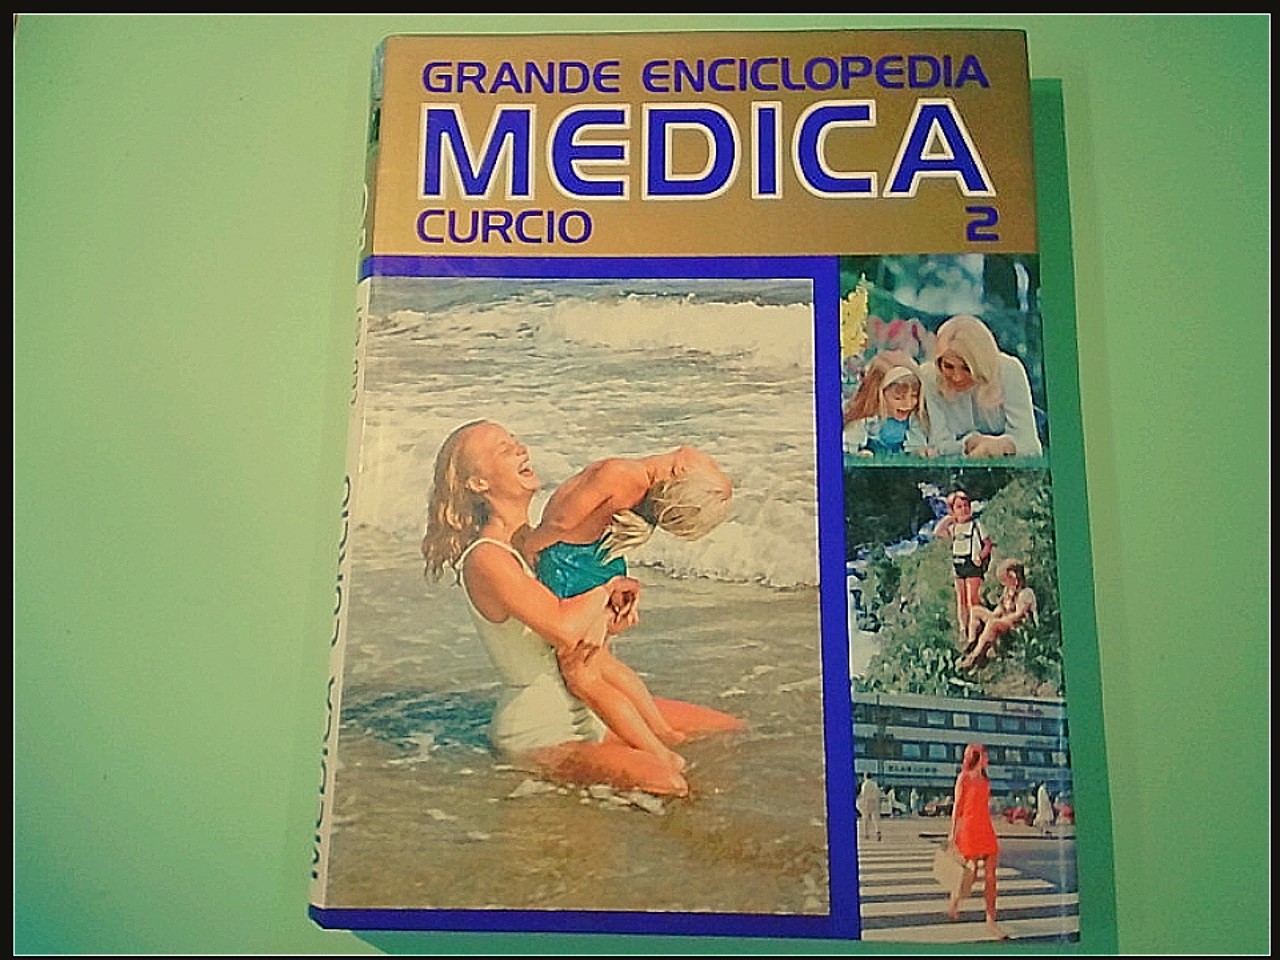 GRANDE ENCICLOPEDIA
MEDICA
CURCIO 2
MEDICA CURCIO